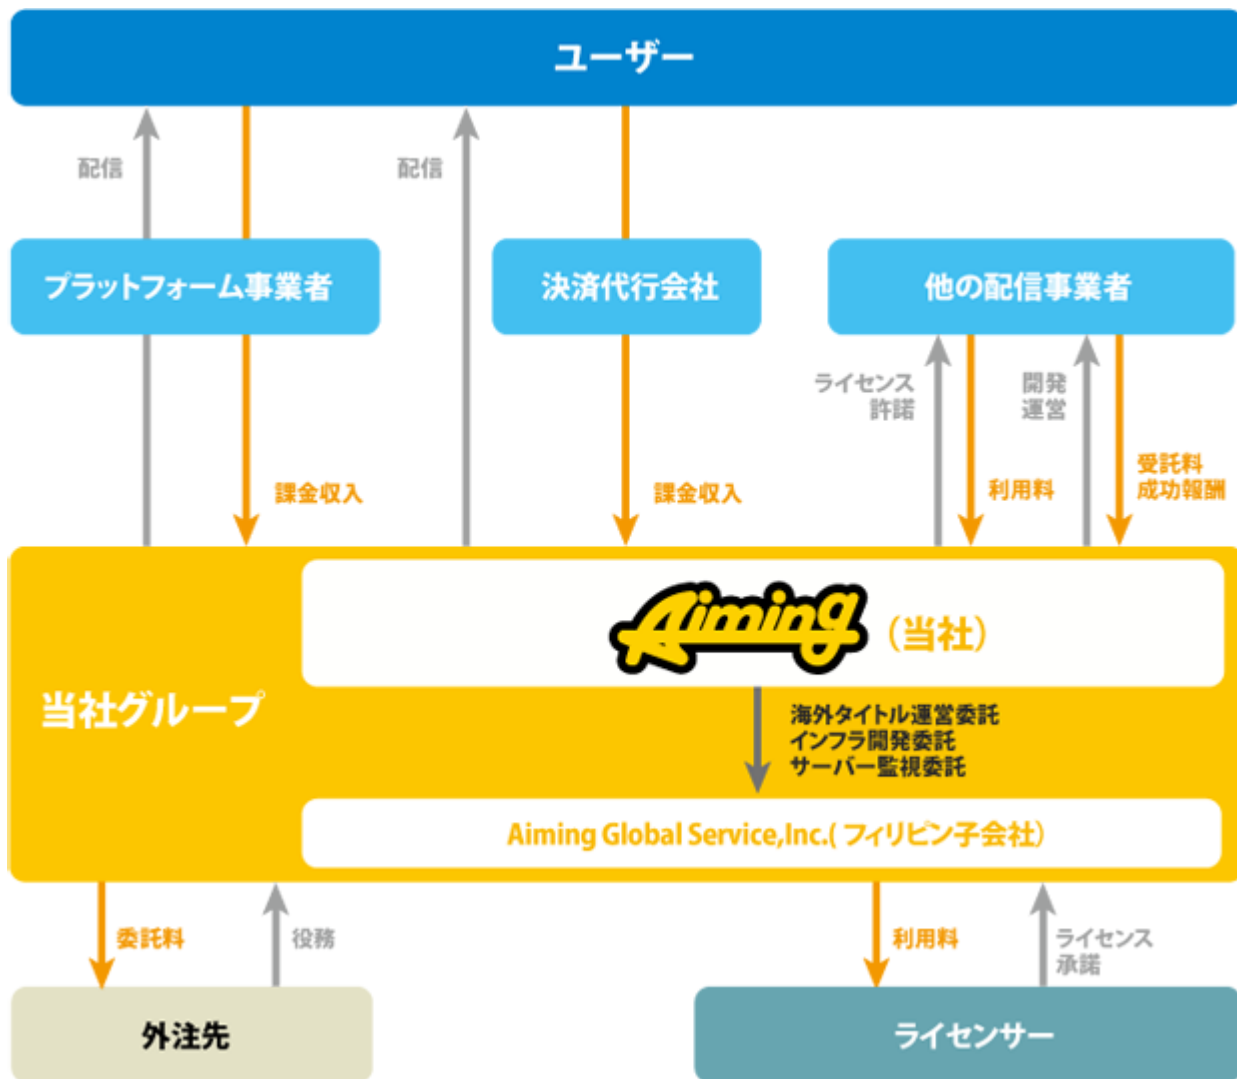 ユーザー
配信
配信
プラットフォーム事業者
決済代行会社
他の配信事業者
ライセンス
許諾
開発
運営
課金収入
課金収入
利用料
受託料
成功報酬
Aiming（当社）
当社グループ
海外タイトル運営委託
インフラ開発委託
サーバー監視委託
Aiming Global Service,Inc.(フィリピン子会社)
委託料
役務
利用料
ライセンス
承諾
外注先
ライセンサー